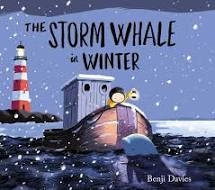 THE
STORM WHALE
in WINTER
Benji Davies